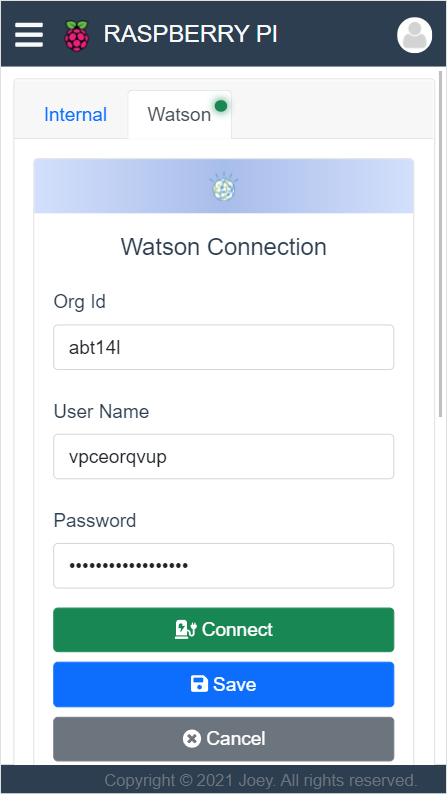 RASPBERRY PI
Internal
Watson
Watson Connection
Org Id
abt14l
User Name
vpceorqvup
Password
••••••••••••••••••
Connect
Save
Cancel
Copyright © 2021 Joey. All rights reserved.